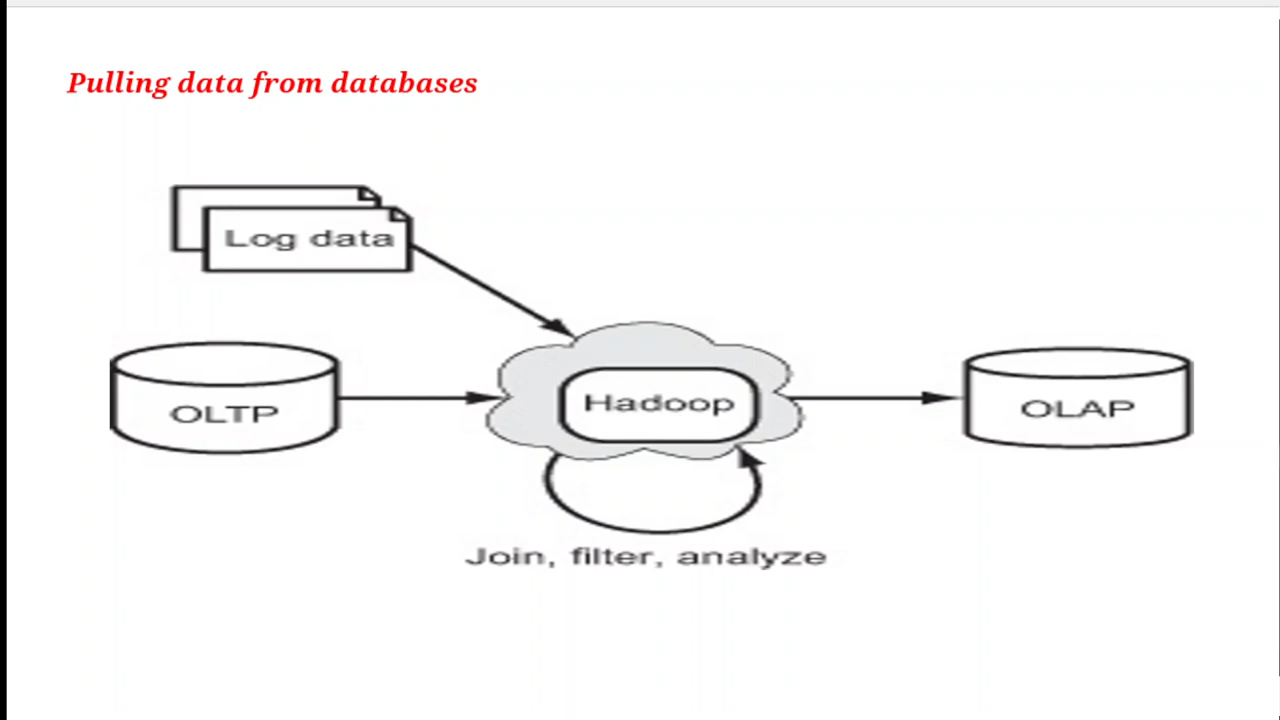 Pulling data from databases
Log data
OLTP
Hadoop
OLAP
Join, filter, analyze